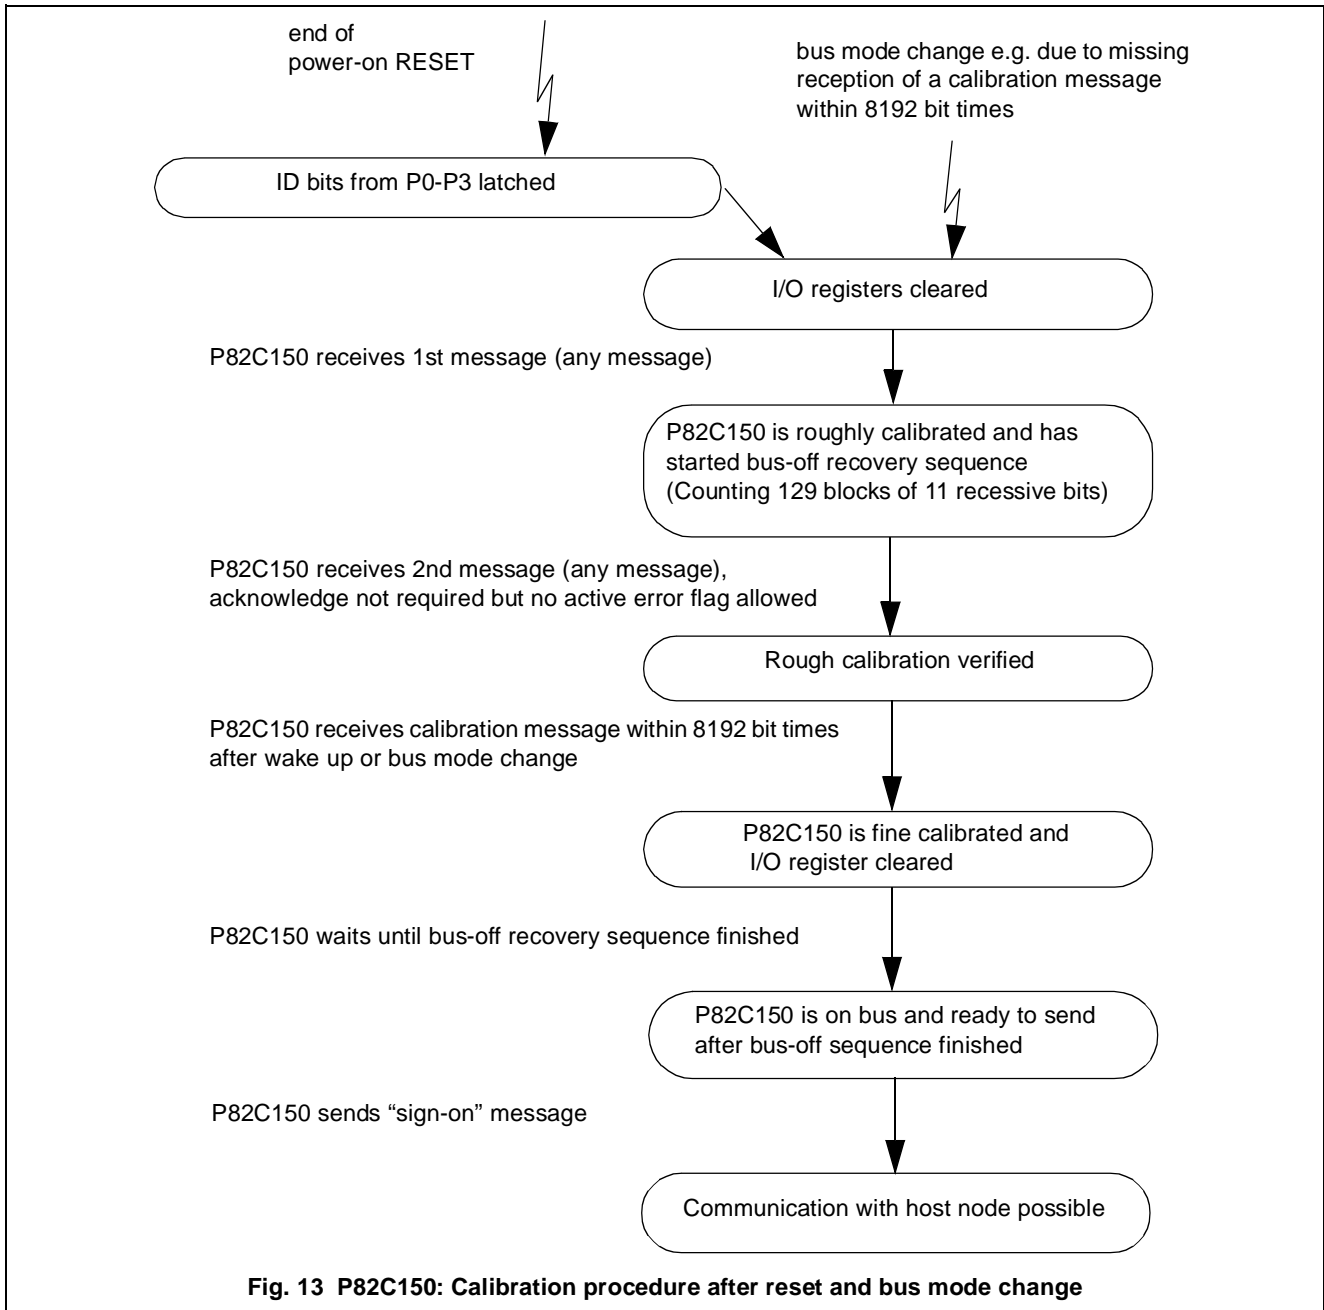 end of
power-on RESET
bus mode change e.g. due to missing
reception of a calibration message
within 8192 bit times
ID bits from P0-P3 latched
I/O registers cleared
P82C150 receives 1st message (any message)
P82C150 is roughly calibrated and has
started bus-off recovery sequence
(Counting 129 blocks of 11 recessive bits)
P82C150 receives 2nd message (any message),
acknowledge not required but no active error flag allowed
Rough calibration verified
P82C150 receives calibration message within 8192 bit times
after wake up or bus mode change
P82C150 is fine calibrated and
I/O register cleared
P82C150 waits until bus-off recovery sequence finished
P82C150 is on bus and ready to send
after bus-off sequence finished
P82C150 sends “sign-on” message
Communication with host node possible
Fig. 13 P82C150: Calibration procedure after reset and bus mode change